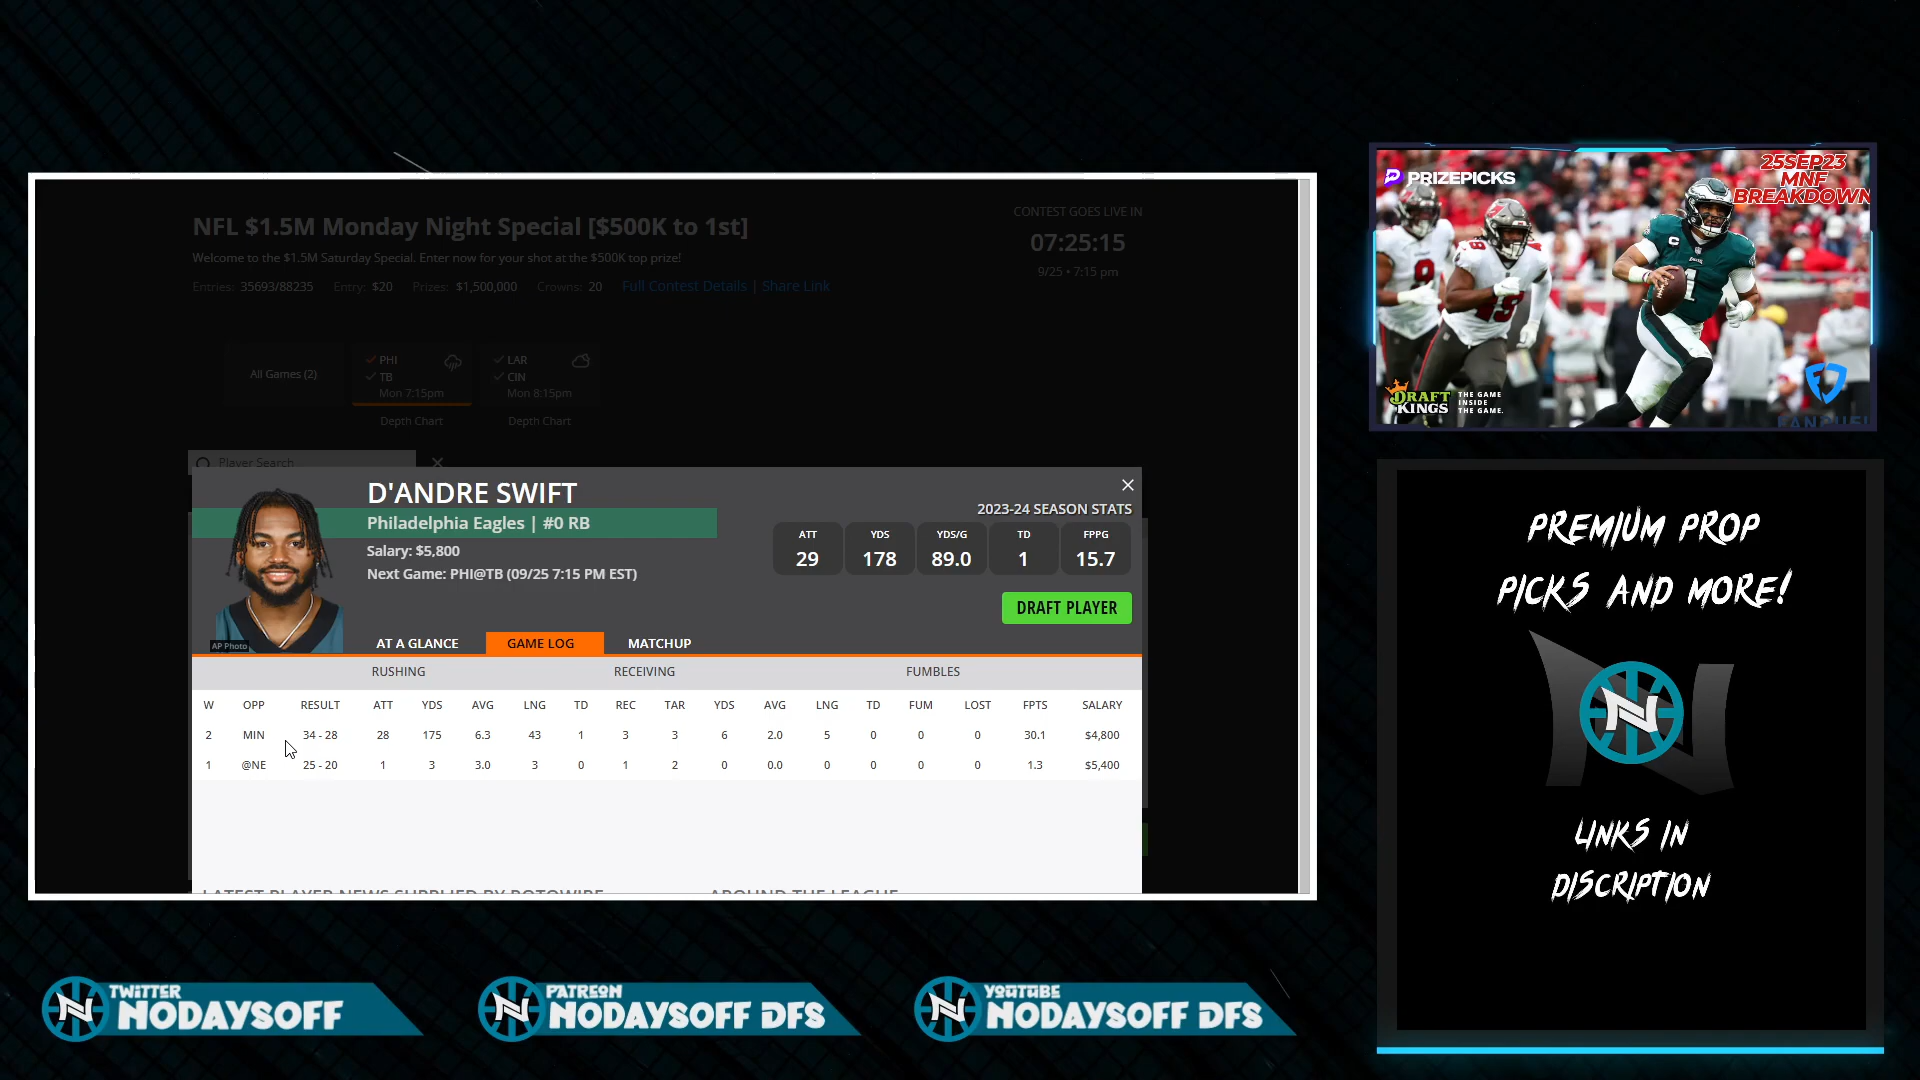 NFL $1.5M Monday Night Special [$500K to 1st]
Welcome to the $1.5M Saturday Special. Enter now for your shot at the $500K top prize!
Entries: 35693/88235 Entry: $20 Prizes: $1,500,000 Crowns: 20 Full Contest Details | Share Link
CONTEST GOES LIVE IN
07:25:15
9/25 • 7:15 pm
All Games (2)
PHI
TB
Mon 7:15pm
Depth Chart
LAR
CIN
Mon 8:15pm
Depth Chart
Player Search
D'ANDRE SWIFT
Philadelphia Eagles | #0 RB
Salary: $5,800
Next Game: PHI@TB (09/25 7:15 PM EST)
AP Photo
2023-24 SEASON STATS
ATT YDS YDS/G TD FPPG
29 178 89.0 1 15.7
DRAFT PLAYER
AT A GLANCE GAME LOG MATCHUP
RUSHING RECEIVING FUMBLES
W OPP RESULT ATT YDS AVG LNG TD REC TAR YDS AVG LNG TD FUM LOST FPTS SALARY
2 MIN 34 - 28 28 175 6.3 43 1 3 3 6 2.0 5 0 0 0 30.1 $4,800
1 @NE 25 - 20 1 3 3.0 3 0 1 2 0 0.0 0 0 0 0 1.3 $5,400
LATEST PLAYER NEWS SUPPLIED BY ROTOWIRE
AROUND THE LEAGUE
PRIZEPICKS
25SEP23
MNF
BREAKDOWN
DRAFT
KINGS
THE GAME
INSIDE
THE GAME.
FANDUEL
PREMIUM PROP
PICKS AND MORE!
LINKS IN
DISCRIPTION
TWITTER
NODAYSOFF
PATREON
NODAYSOFF DFS
YOUTUBE
NODAYSOFF DFS